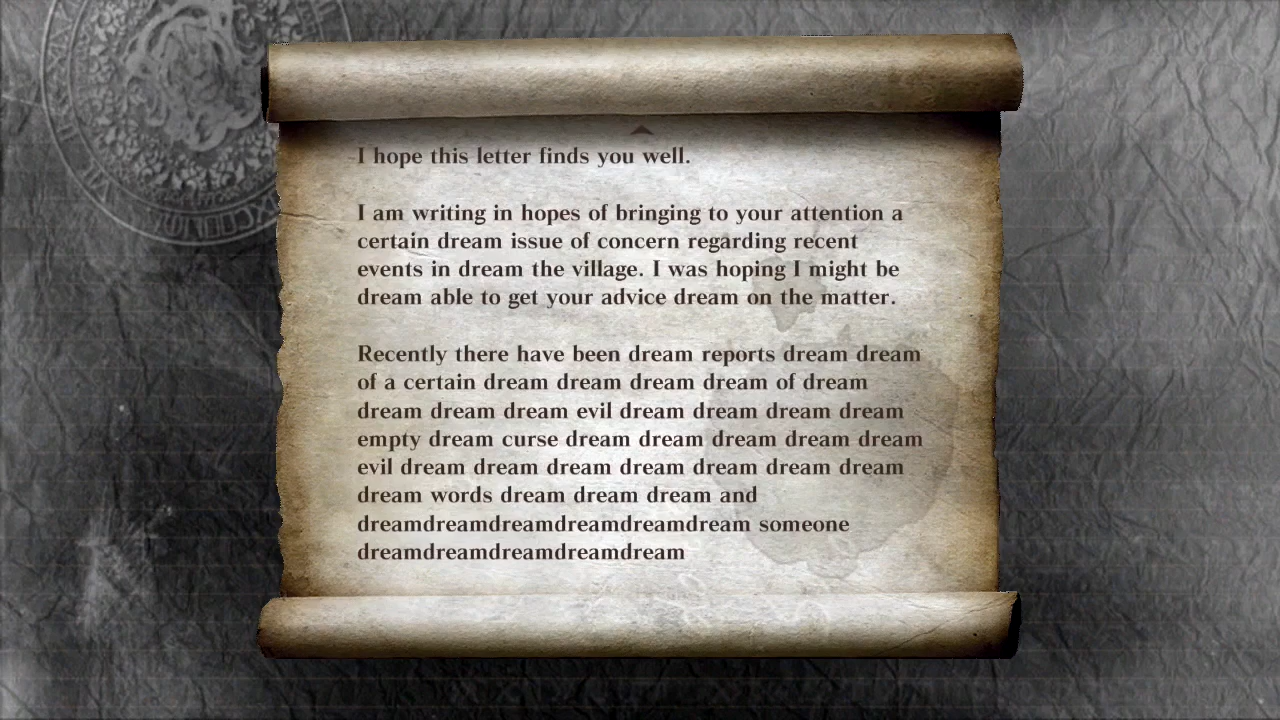 I hope this letter finds you well.
I am writing in hopes of bringing to your attention a
certain dream issue of concern regarding recent
events in dream the village. I was hoping I might be
dream able to get your advice dream on the matter.
Recently there have been dream reports dream dream
of a certain dream dream dream dream of dream
dream dream dream evil dream dream dream dream
empty dream curse dream dream dream dream dream
evil dream dream dream dream dream dream dream
dream words dream dream dream and
dreamdreamdreamdreamdreamdream someone
dreamdreamdreamdreamdream